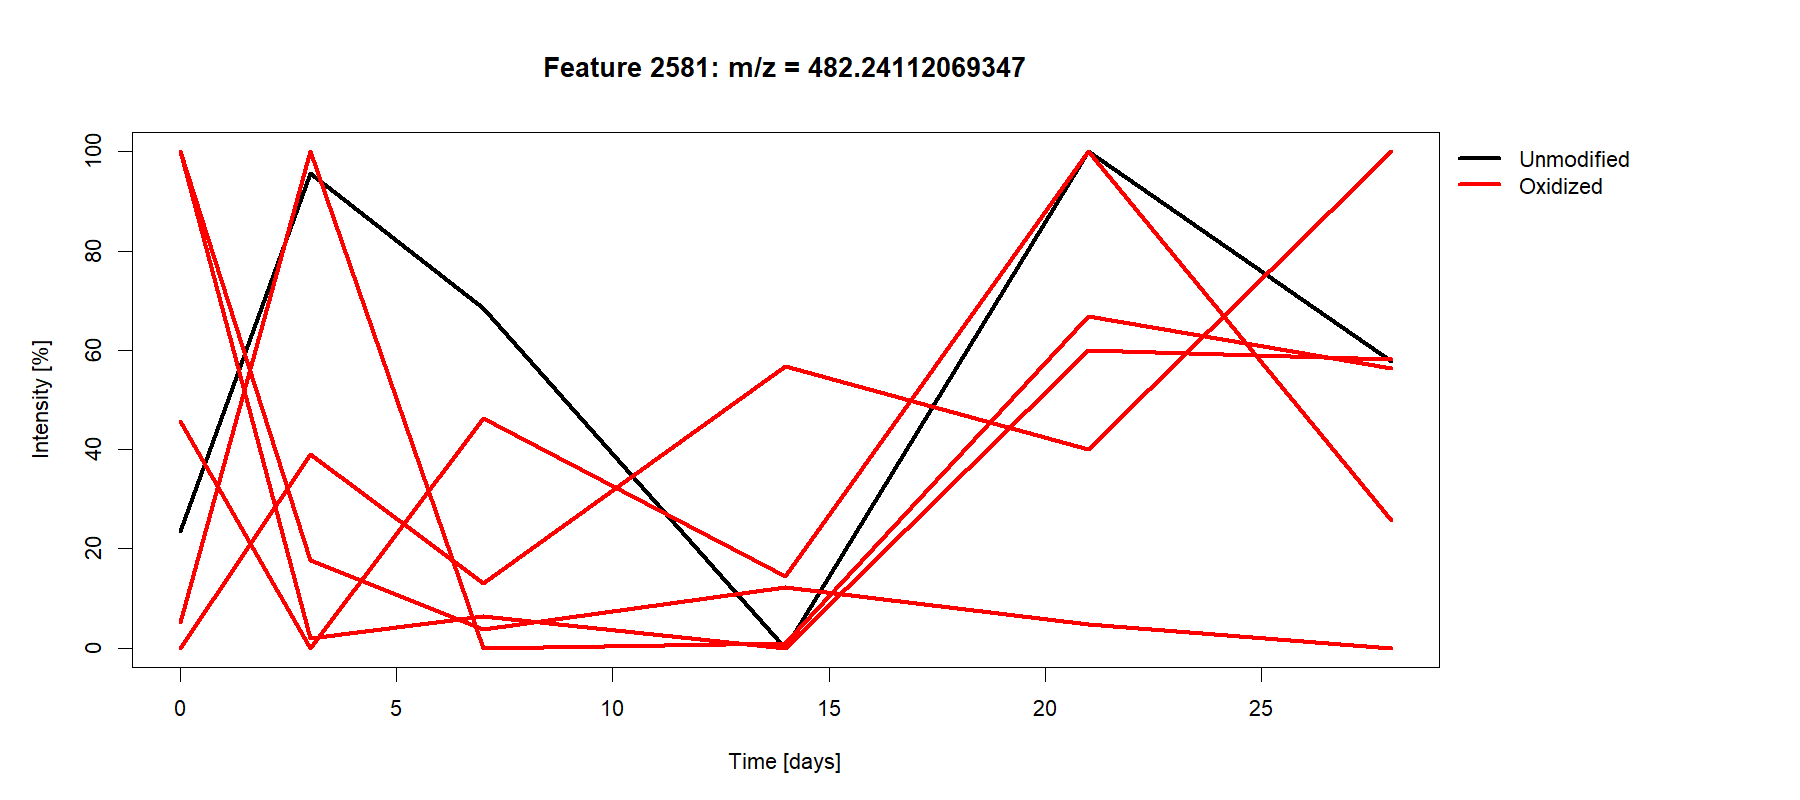 Feature 2581: m/z = 482.24112069347
Unmodified
Oxidized
Intensity [%]
100
80
60
40
20
0
0 5 10 15 20 25
Time [days]